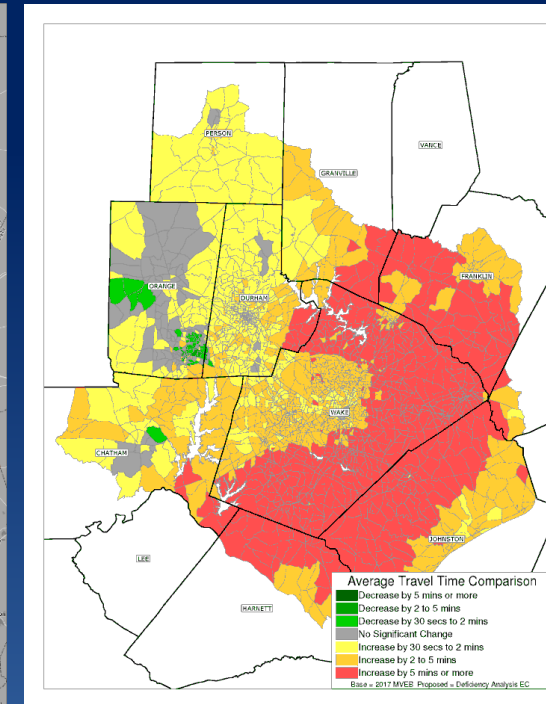 PERSON
VANCE
GRANVILLE
FRANKLIN
ORANGE
DURHAM
WAKE
CHATHAM
JOHNSTON
LEE
HARNETT
Average Travel Time Comparison
Decrease by 5 mins or more
Decrease by 2 to 5 mins
Decrease by 30 secs to 2 mins
No Significant Change
Increase by 30 secs to 2 mins
Increase by 2 to 5 mins
Increase by 5 mins or more
Base = 2017 MVEB Proposed = Deficiency Analysis EC